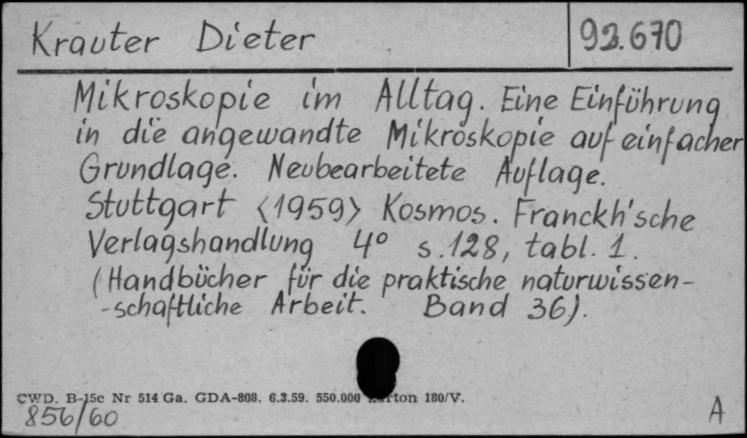 Krauter Dieter
92.670
Mikroskopie im Alltag. Eine Einführung
in die angewandte Mikroskopie auf einfacher
Grundlage. Neubearbeitete Auflage.
Stuttgart <1959> Kosmos. Franckh'sche
Verlagshandlung 4° s.128, tabl. 1.
(Handbücher für die praktische naturwissen-
-schaftliche Arbeit. Band 36).
CWD. B-15c Nr 514 Ga. GDA-808. 6.3.59. 550.000 karton 180/V.
856/60
A